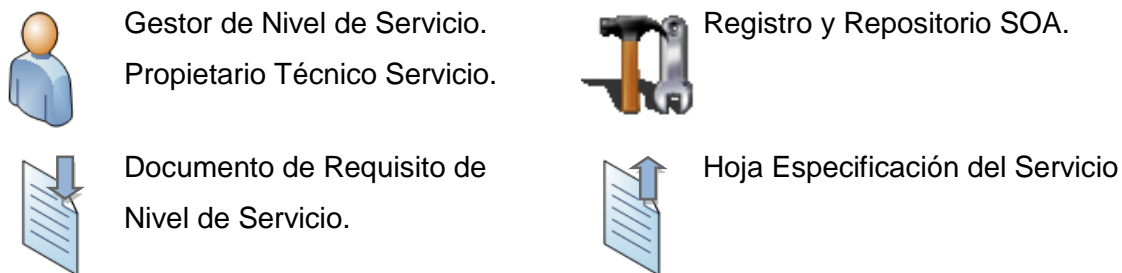 Gestor de Nivel de Servicio.
Propietario Técnico Servicio.
Registro y Repositorio SOA.
Documento de Requisito de
Nivel de Servicio.
Hoja Especificación del Servicio